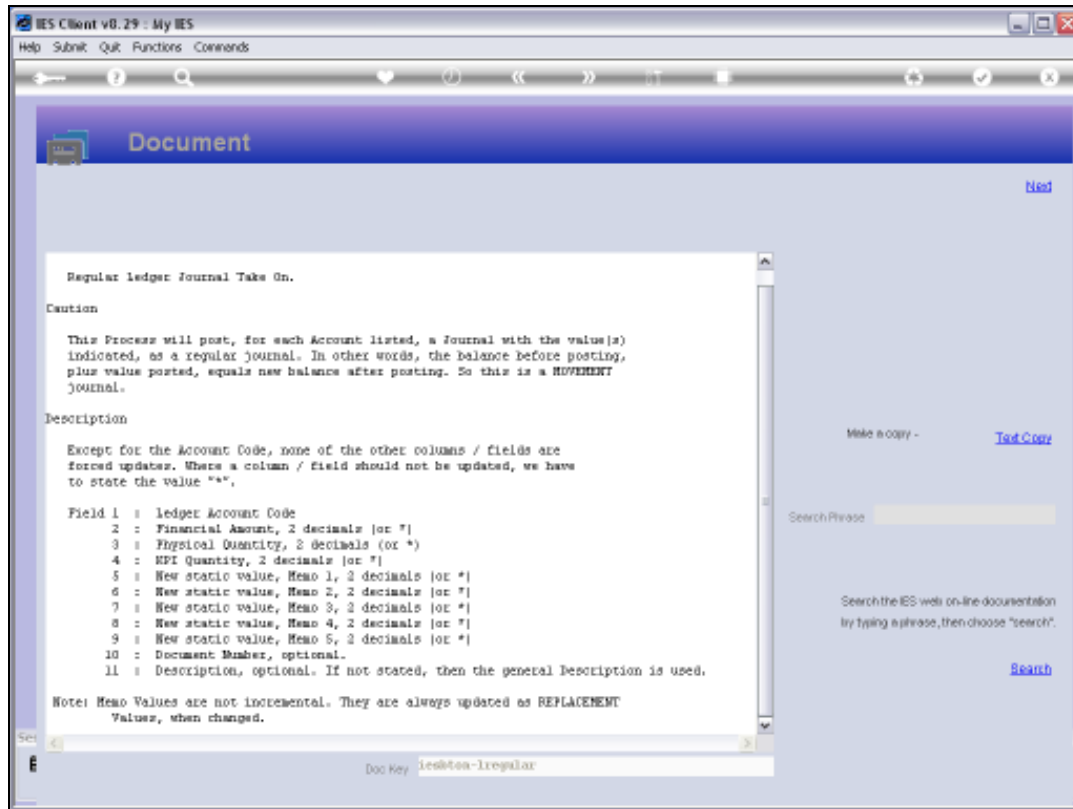 IES Client v8.29 : My IES
Help Submit Quit Functions Commands
Document
Next
Regular Ledger Journal Take On.
Caution
This Process will post, for each Account listed, a Journal with the value(s)
indicated, as a regular journal. In other words, the balance before posting,
plus value posted, equals new balance after posting. So this is a MOVEMENT
journal.
Description
Except for the Account Code, none of the other columns / fields are
forced updates. Where a column / field should not be updated, we have
to state the value "*".
Field 1 : Ledger Account Code
2 : Financial Amount, 2 decimals (or *)
3 : Physical Quantity, 2 decimals (or *)
4 : KPI Quantity, 2 decimals (or *)
5 : New static value, Memo 1, 2 decimals (or *)
6 : New static value, Memo 2, 2 decimals (or *)
7 : New static value, Memo 3, 2 decimals (or *)
8 : New static value, Memo 4, 2 decimals (or *)
9 : New static value, Memo 5, 2 decimals (or *)
10 : Document Number, optional.
11 : Description, optional. If not stated, then the general Description is used.
Note: Memo Values are not incremental. They are always updated as REPLACEMENT
Values, when changed.
Make a copy -
Text Copy
Search Phrase
Search the IES web on-line documentation
by typing a phrase, then choose "search".
Search
Doc Key iesbton-lregular